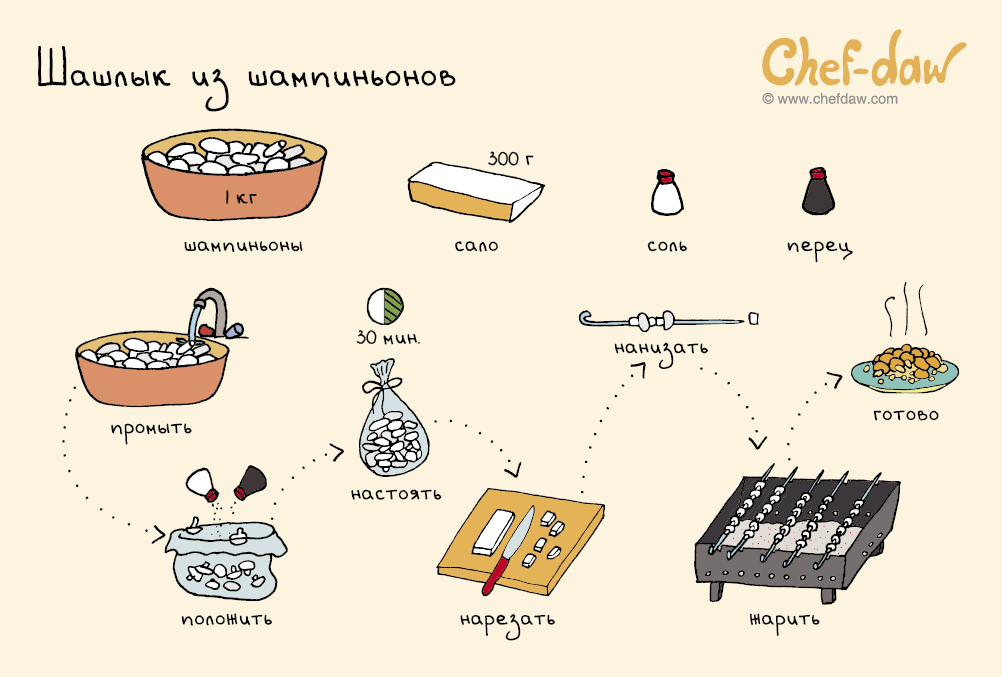 Шашлык из шампиньонов
Chef-daw
© www.chefdaw.com
1 кг
300 г
шампиньоны
сало
соль
перец
30 мин.
промыть
положить
настоять
нарезать
нанизать
жарить
готово